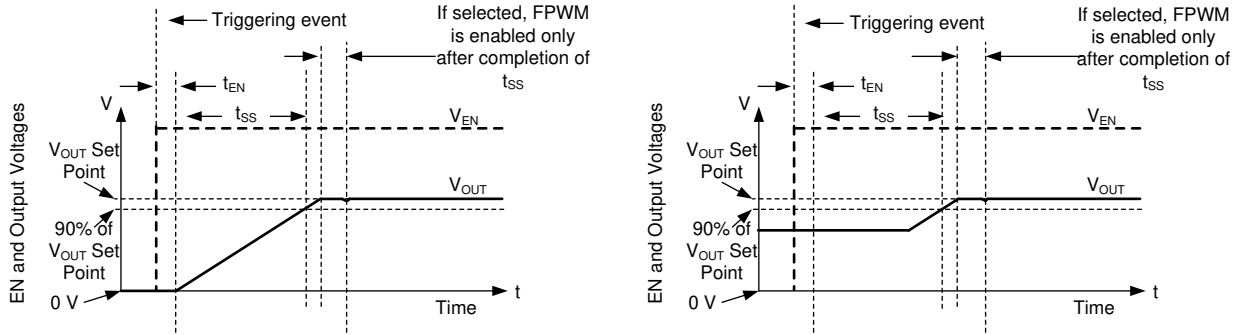 Triggering event
If selected, FPWM
is enabled only
after completion of
tSS
tEN
V
tSS
VEN
EN and Output Voltages
VOUT Set
Point
VOUT
90% of
VOUT Set
Point
0 V
t
Time
Triggering event
If selected, FPWM
is enabled only
after completion of
tSS
tEN
V
tSS
VEN
EN and Output Voltages
VOUT Set
Point
VOUT
90% of
VOUT Set
Point
0 V
t
Time